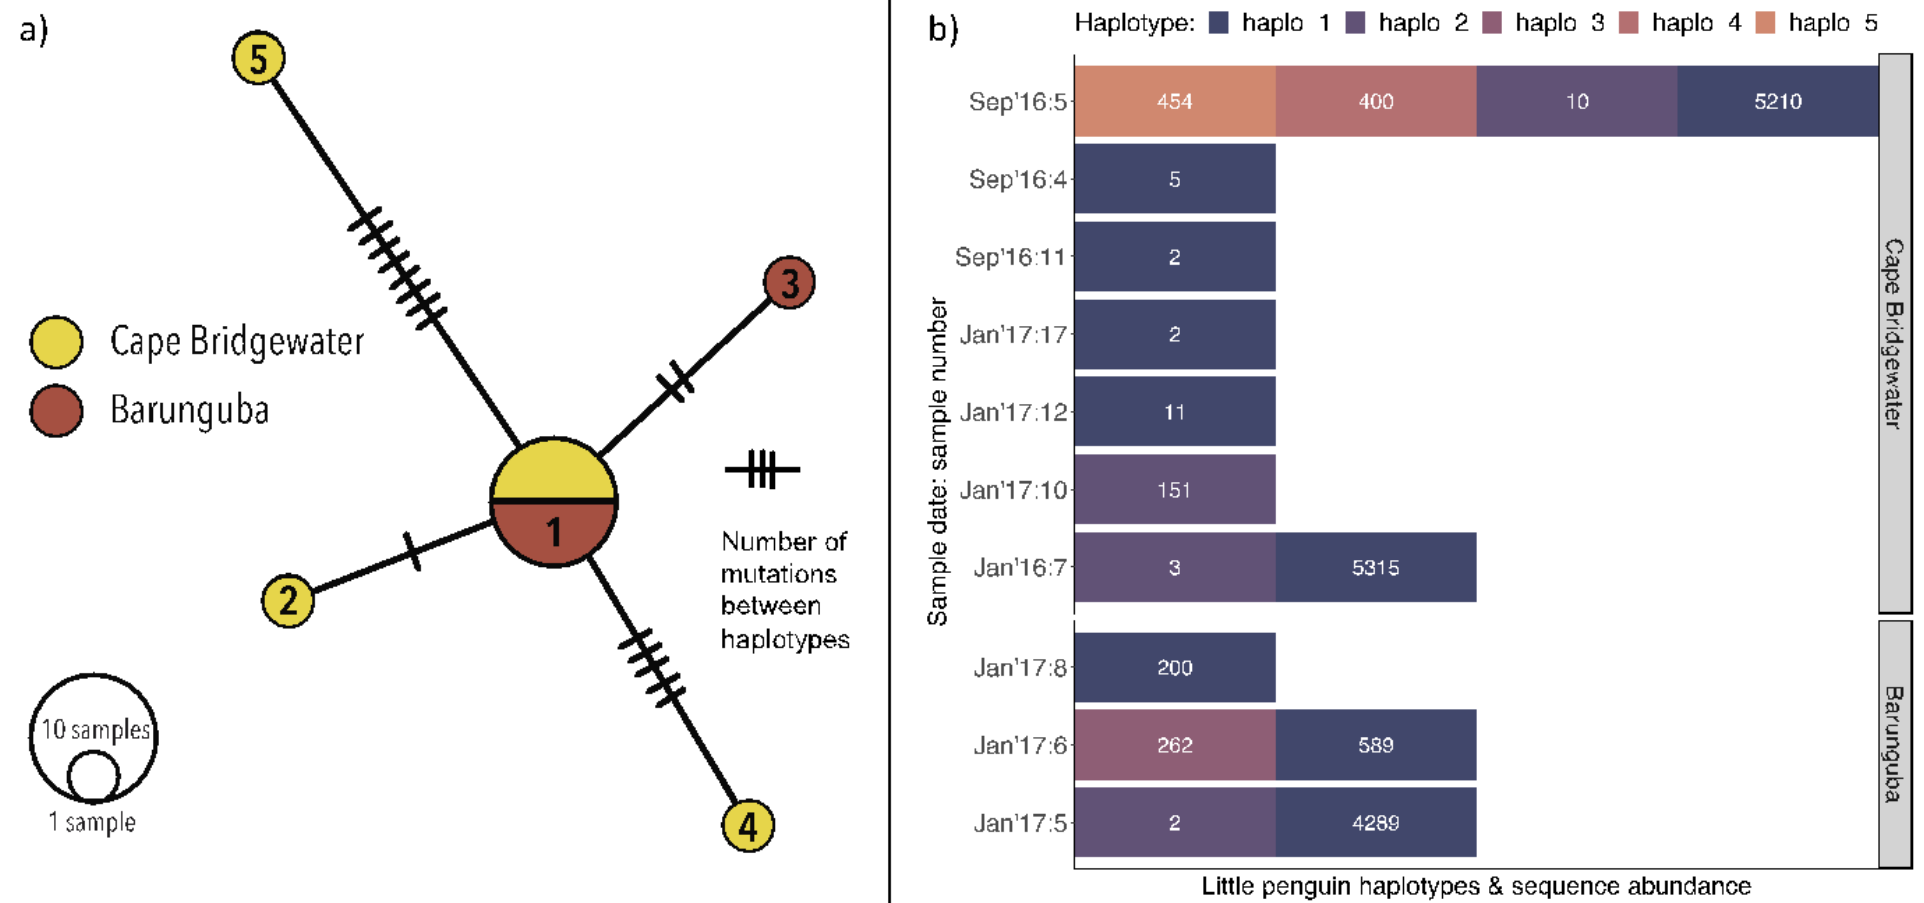 a)
5
3
Cape Bridgewater
Barunguba
1
2
Number of
mutations
between
haplotypes
10 samples
1 sample
4
b)
Haplotype: haplo 1 haplo 2 haplo 3 haplo 4 haplo 5
Sample date: sample number
Sep'16:5 454 400 10 5210
Sep'16:4 5
Sep'16:11 2
Jan'17:17 2
Jan'17:12 11
Jan'17:10 151
Jan'16:7 3 5315
Cape Bridgewater
Jan'17:8 200
Jan'17:6 262 589
Jan'17:5 2 4289
Barunguba
Little penguin haplotypes & sequence abundance